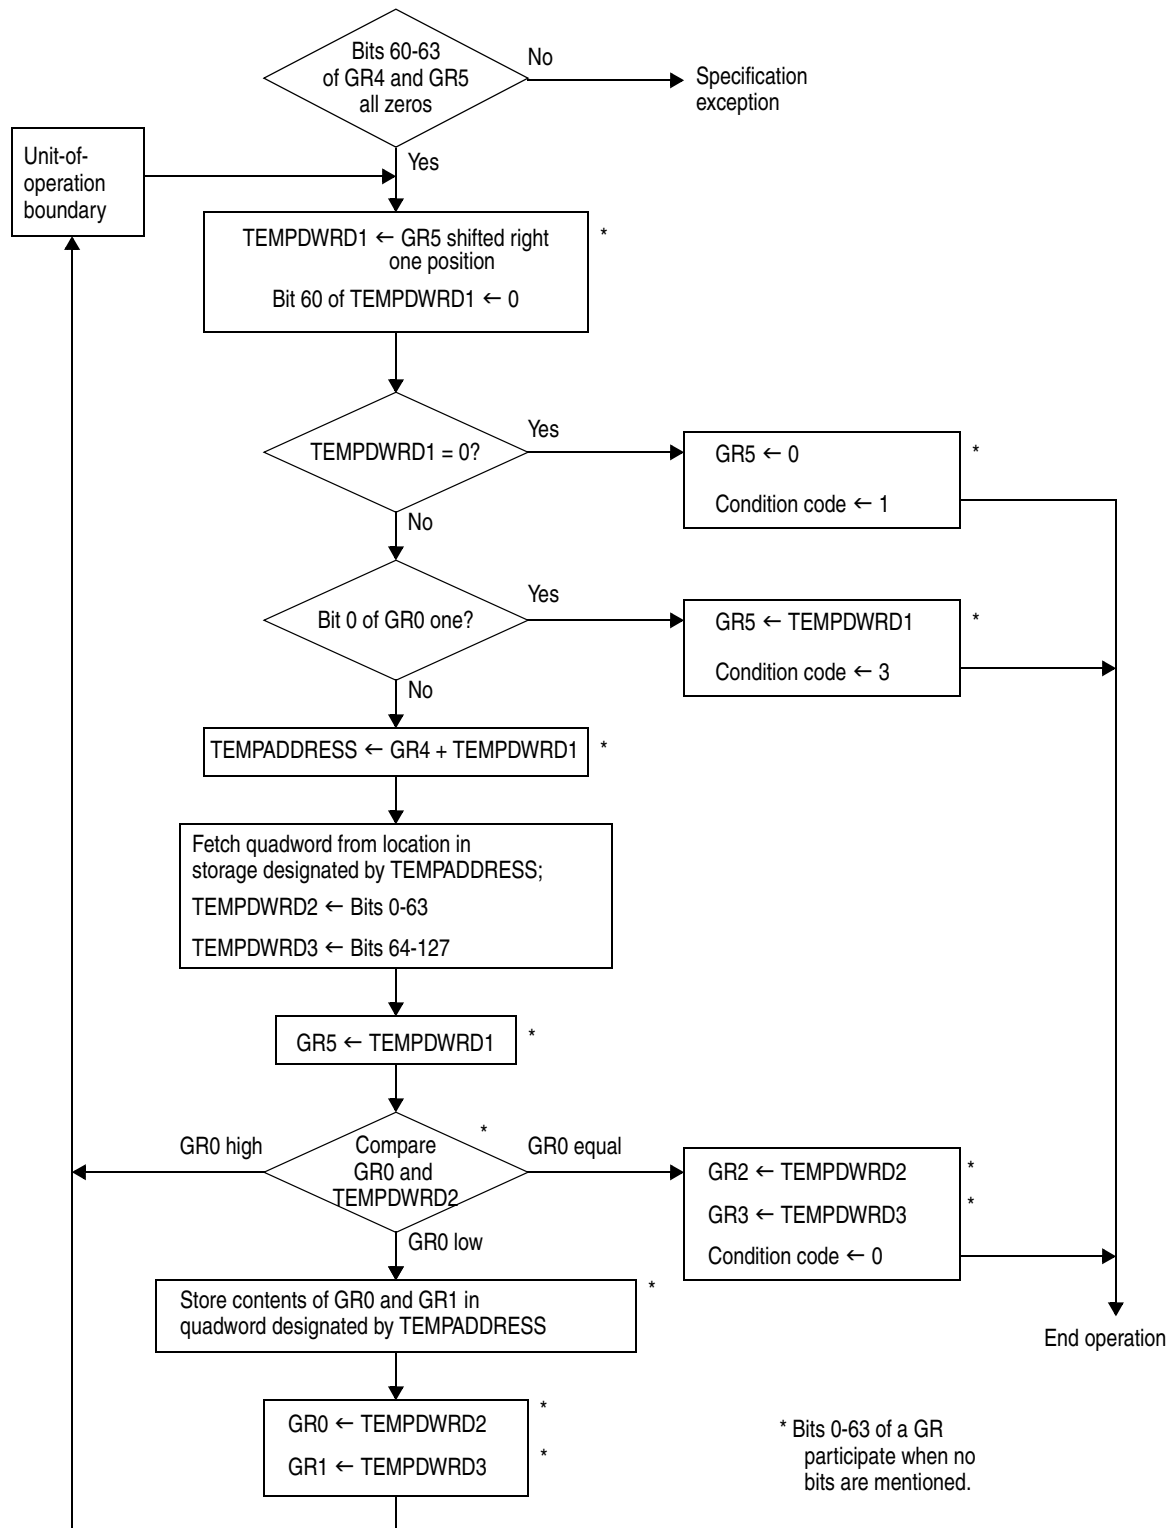 Bits 60-63
of GR4 and GR5
all zeros
No
Specification
exception
Yes
Unit-of-
operation
boundary
TEMPDWRD1 ← GR5 shifted right
one position
*
Bit 60 of TEMPDWRD1 ← 0
TEMPDWRD1 = 0?
Yes
GR5 ← 0
*
Condition code ← 1
No
Bit 0 of GR0 one?
Yes
GR5 ← TEMPDWRD1
*
Condition code ← 3
No
TEMPADDRESS ← GR4 + TEMPDWRD1
*
Fetch quadword from location in
storage designated by TEMPADDRESS;
TEMPDWRD2 ← Bits 0-63
TEMPDWRD3 ← Bits 64-127
GR5 ← TEMPDWRD1
*
GR0 high
Compare
GR0 and
TEMPDWRD2
*
GR0 equal
GR2 ← TEMPDWRD2
*
GR3 ← TEMPDWRD3
*
Condition code ← 0
GR0 low
Store contents of GR0 and GR1 in
quadword designated by TEMPADDRESS
*
End operation
GR0 ← TEMPDWRD2
*
GR1 ← TEMPDWRD3
*
* Bits 0-63 of a GR
participate when no
bits are mentioned.